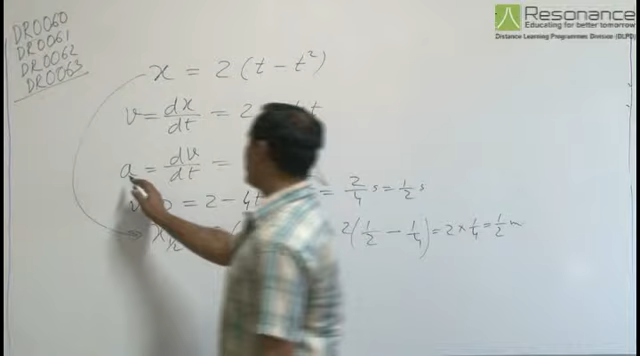 DR0060
DR0061
DR0062
DR0063
Resonance
Educating for better tomorrow
Distance Learning Programmes Division (DLPD)
x = 2 (t - t²)
v = dx/dt = 2
a = dv/dt =
0 = 2 - 4t = 2/4 s = 1/2 s
x 2(1/2 - 1/4) = 2 × 1/4 = 1/2 m